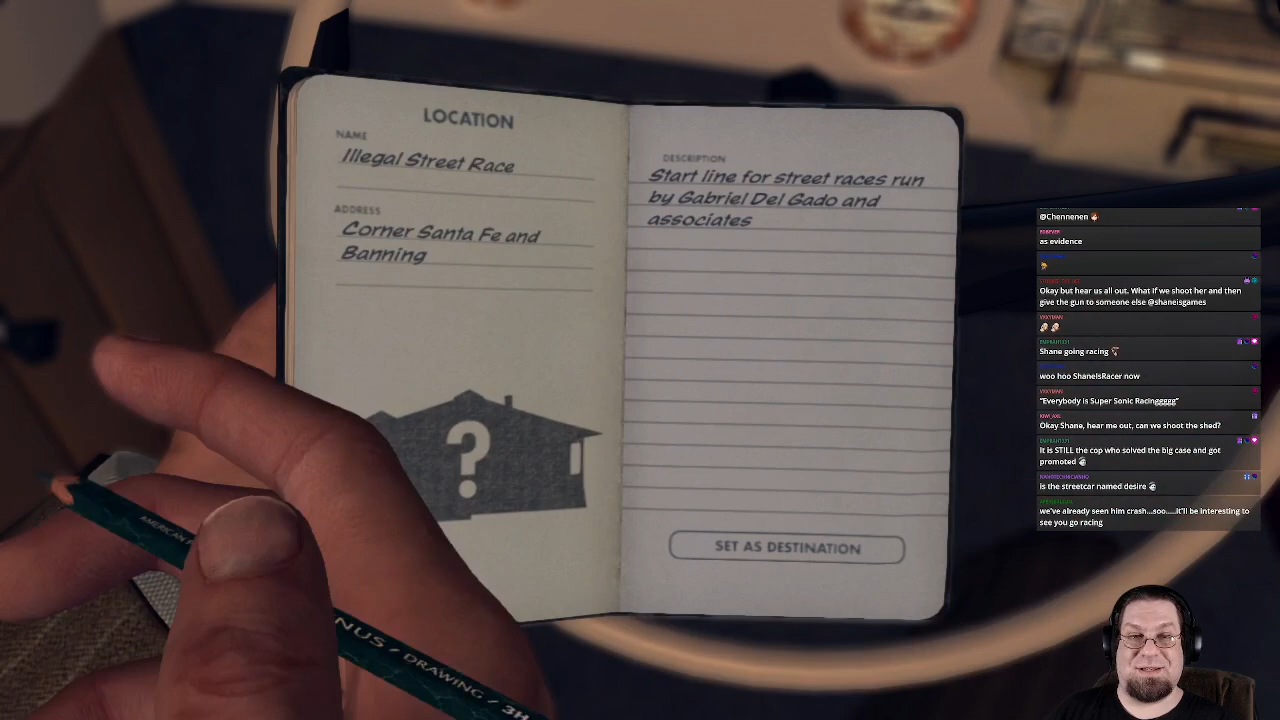 LOCATION
NAME
Illegal Street Race
ADDRESS
Corner Santa Fe and
Banning
DESCRIPTION
Start line for street races run
by Gabriel Del Gado and
associates
SET AS DESTINATION
AMERICAN
NUS / DRAWING / 3H
@Chennenen
as evidence
Okay but hear us all out. What if we shoot her and then
give the gun to someone else @shaneisgames
Shane going racing
woo hoo ShaneIsRacer now
"Everybody is Super Sonic Racinggggg"
Okay Shane, hear me out, can we shoot the shed?
It is STILL the cop who solved the big case and got
promoted
is the streetcar named desire
we've already seen him crash...soo.....it'll be interesting to
see you go racing